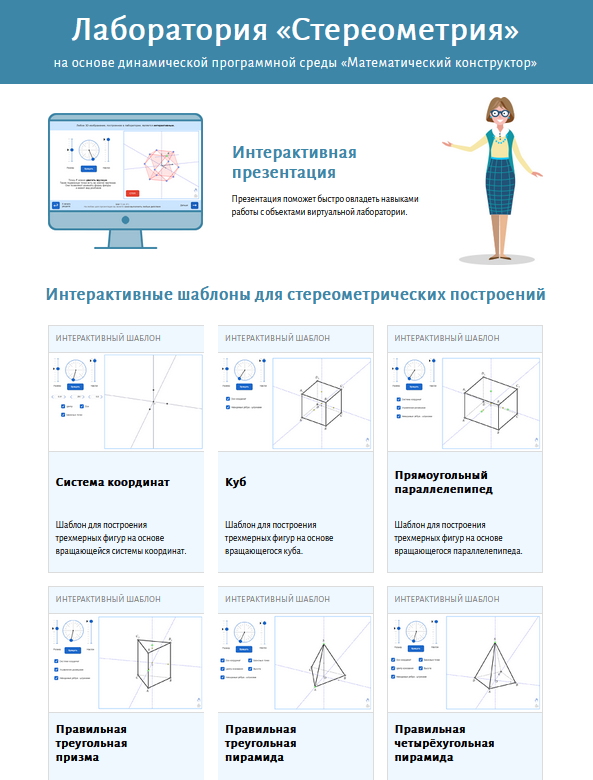 Лаборатория «Стереометрия»
на основе динамической программной среды «Математический конструктор»
Интерактивная
презентация
Презентация поможет быстро овладеть навыками
работы с объектами виртуальной лаборатории.
Интерактивные шаблоны для стереометрических построений
ИНТЕРАКТИВНЫЙ ШАБЛОН
Система координат
Шаблон для построения
трехмерных фигур на основе
вращающейся системы координат.
ИНТЕРАКТИВНЫЙ ШАБЛОН
Куб
Шаблон для построения
трехмерных фигур на основе
вращающегося куба.
ИНТЕРАКТИВНЫЙ ШАБЛОН
Прямоугольный
параллелепипед
Шаблон для построения
трехмерных фигур на основе
вращающегося параллелепипеда.
ИНТЕРАКТИВНЫЙ ШАБЛОН
Правильная
треугольная
призма
ИНТЕРАКТИВНЫЙ ШАБЛОН
Правильная
треугольная
пирамида
ИНТЕРАКТИВНЫЙ ШАБЛОН
Правильная
четырёхугольная
пирамида